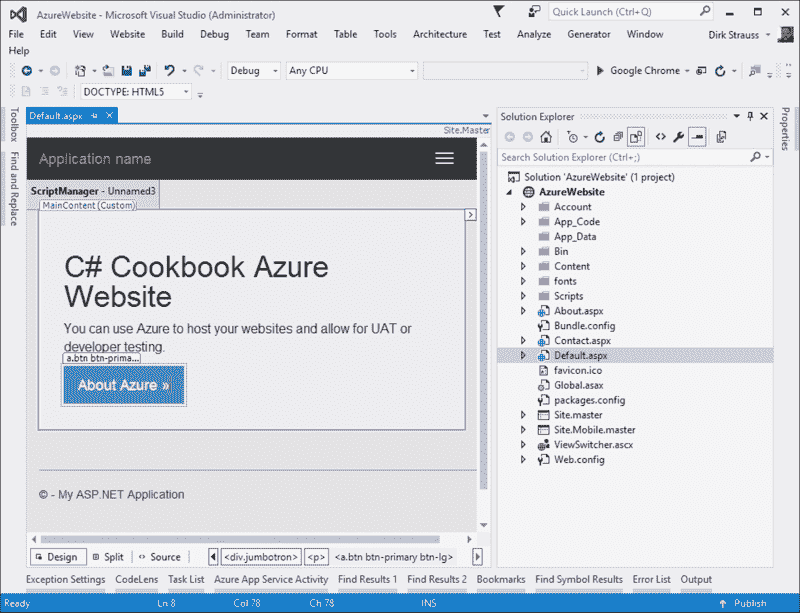 AzureWebsite - Microsoft Visual Studio (Administrator)
Quick Launch (Ctrl+Q)
File Edit View Website Build Debug Team Format Table Tools Architecture Test Analyze Generator Window Dirk Strauss
Help
Debug Any CPU Google Chrome
DOCTYPE: HTML5
Toolbox
Find and Replace
Default.aspx
Site.Master
Application name
ScriptManager - Unnamed3
MainContent (Custom)
C# Cookbook Azure
Website
You can use Azure to host your websites and allow for UAT or
developer testing.
a.btn btn-prima...
About Azure »
© - My ASP.NET Application
Design Split Source <div.jumbotron> <p> <a.btn btn-primary btn-lg>
Solution Explorer
Search Solution Explorer (Ctrl+;)
Solution 'AzureWebsite' (1 project)
AzureWebsite
Account
App_Code
App_Data
Bin
Content
fonts
Scripts
About.aspx
Bundle.config
Contact.aspx
Default.aspx
favicon.ico
Global.asax
packages.config
Site.master
Site.Mobile.master
ViewSwitcher.ascx
Web.config
Properties
Exception Settings CodeLens Task List Azure App Service Activity Find Results 1 Find Results 2 Bookmarks Find Symbol Results Error List Output
Ready Ln 8 Col 78 Ch 78 INS Publish